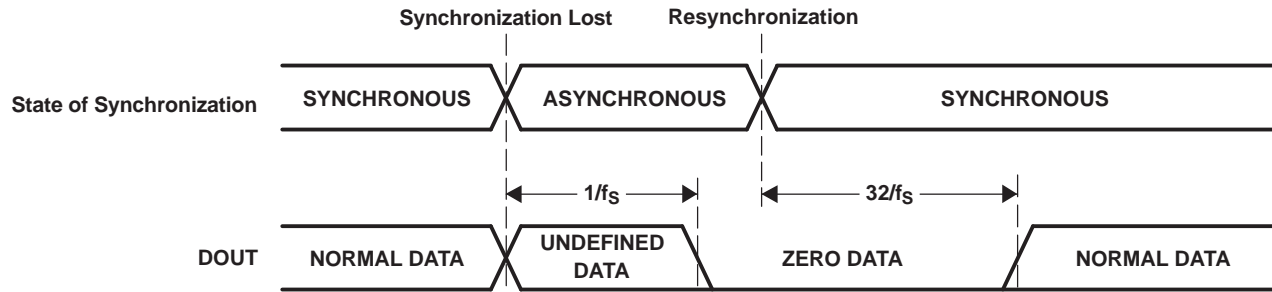 Synchronization Lost
Resynchronization
State of Synchronization
SYNCHRONOUS
ASYNCHRONOUS
SYNCHRONOUS
1/fS
32/fS
DOUT
NORMAL DATA
UNDEFINED
DATA
ZERO DATA
NORMAL DATA